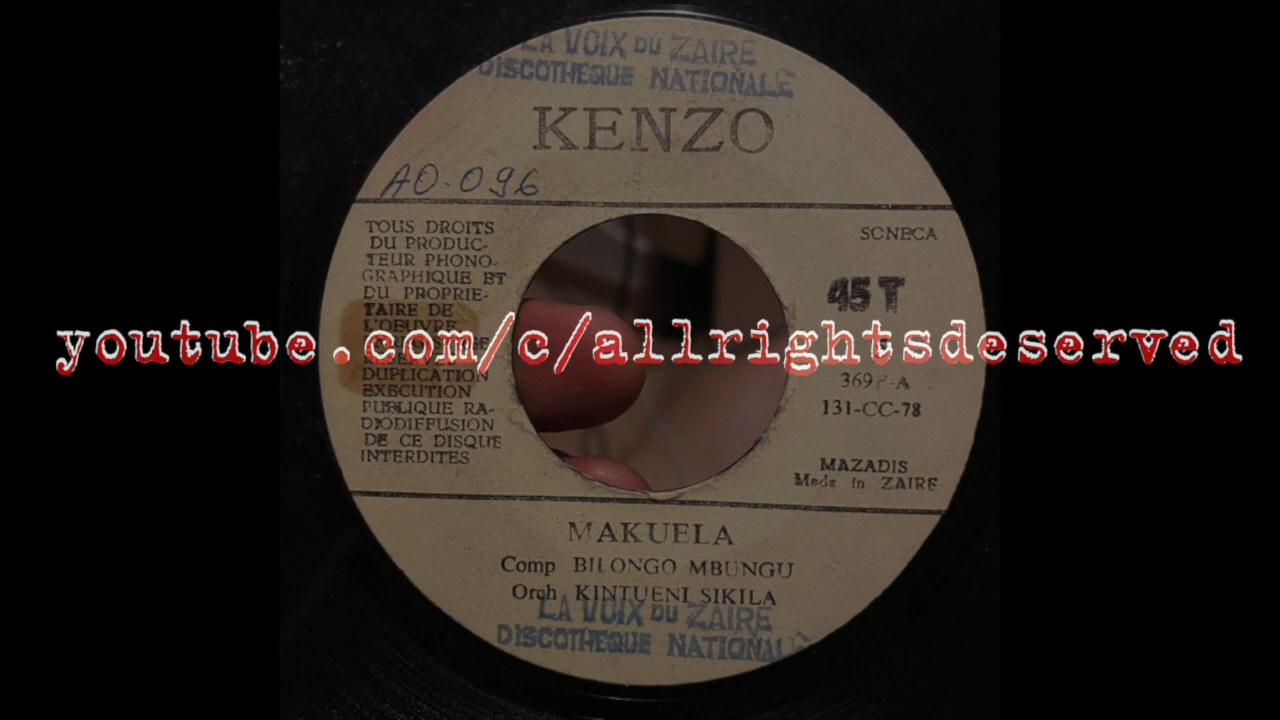 LA VOIX DU ZAIRE
DISCOTHEQUE NATIONALE
KENZO
AO.096
TOUS DROITS
DU PRODUC-
TEUR PHONO-
GRAPHIQUE ET
DU PROPRIE-
TAIRE DE
L'OEUVRE
DUPLICATION
EXECUTION
PUBLIQUE RA-
DIODIFFUSION
DE CE DISQUE
INTERDITES
SONECA
45 T
youtube.com/c/allrightsdeserved
131-CC-78
MAZADIS
Made in ZAIRE
MAKUELA
Comp BILONGO MBUNGU
Orch KINTUENI SIKILA
LA VOIX DU ZAIRE
DISCOTHEQUE NATIONALE